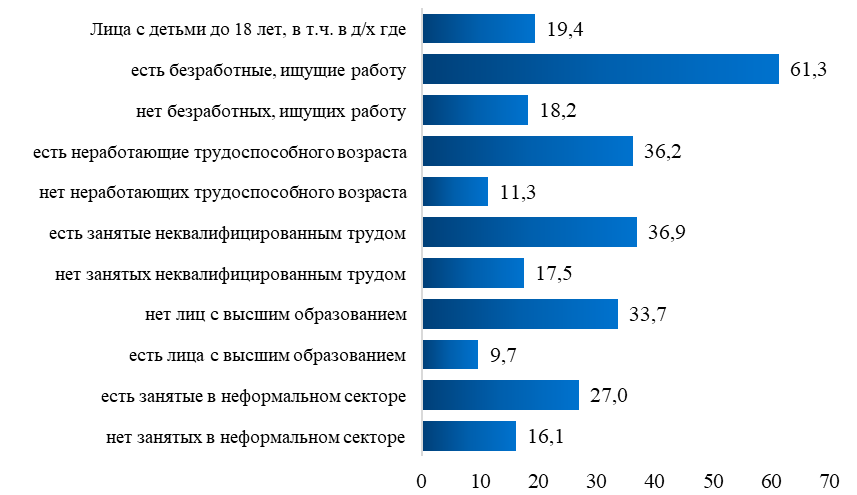 Лица с детьми до 18 лет, в т.ч. в д/х где 19,4
есть безработные, ищущие работу 61,3
нет безработных, ищущих работу 18,2
есть неработающие трудоспособного возраста 36,2
нет неработающих трудоспособного возраста 11,3
есть занятые неквалифицированным трудом 36,9
нет занятых неквалифицированным трудом 17,5
нет лиц с высшим образованием 33,7
есть лица с высшим образованием 9,7
есть занятые в неформальном секторе 27,0
нет занятых в неформальном секторе 16,1
0 10 20 30 40 50 60 70